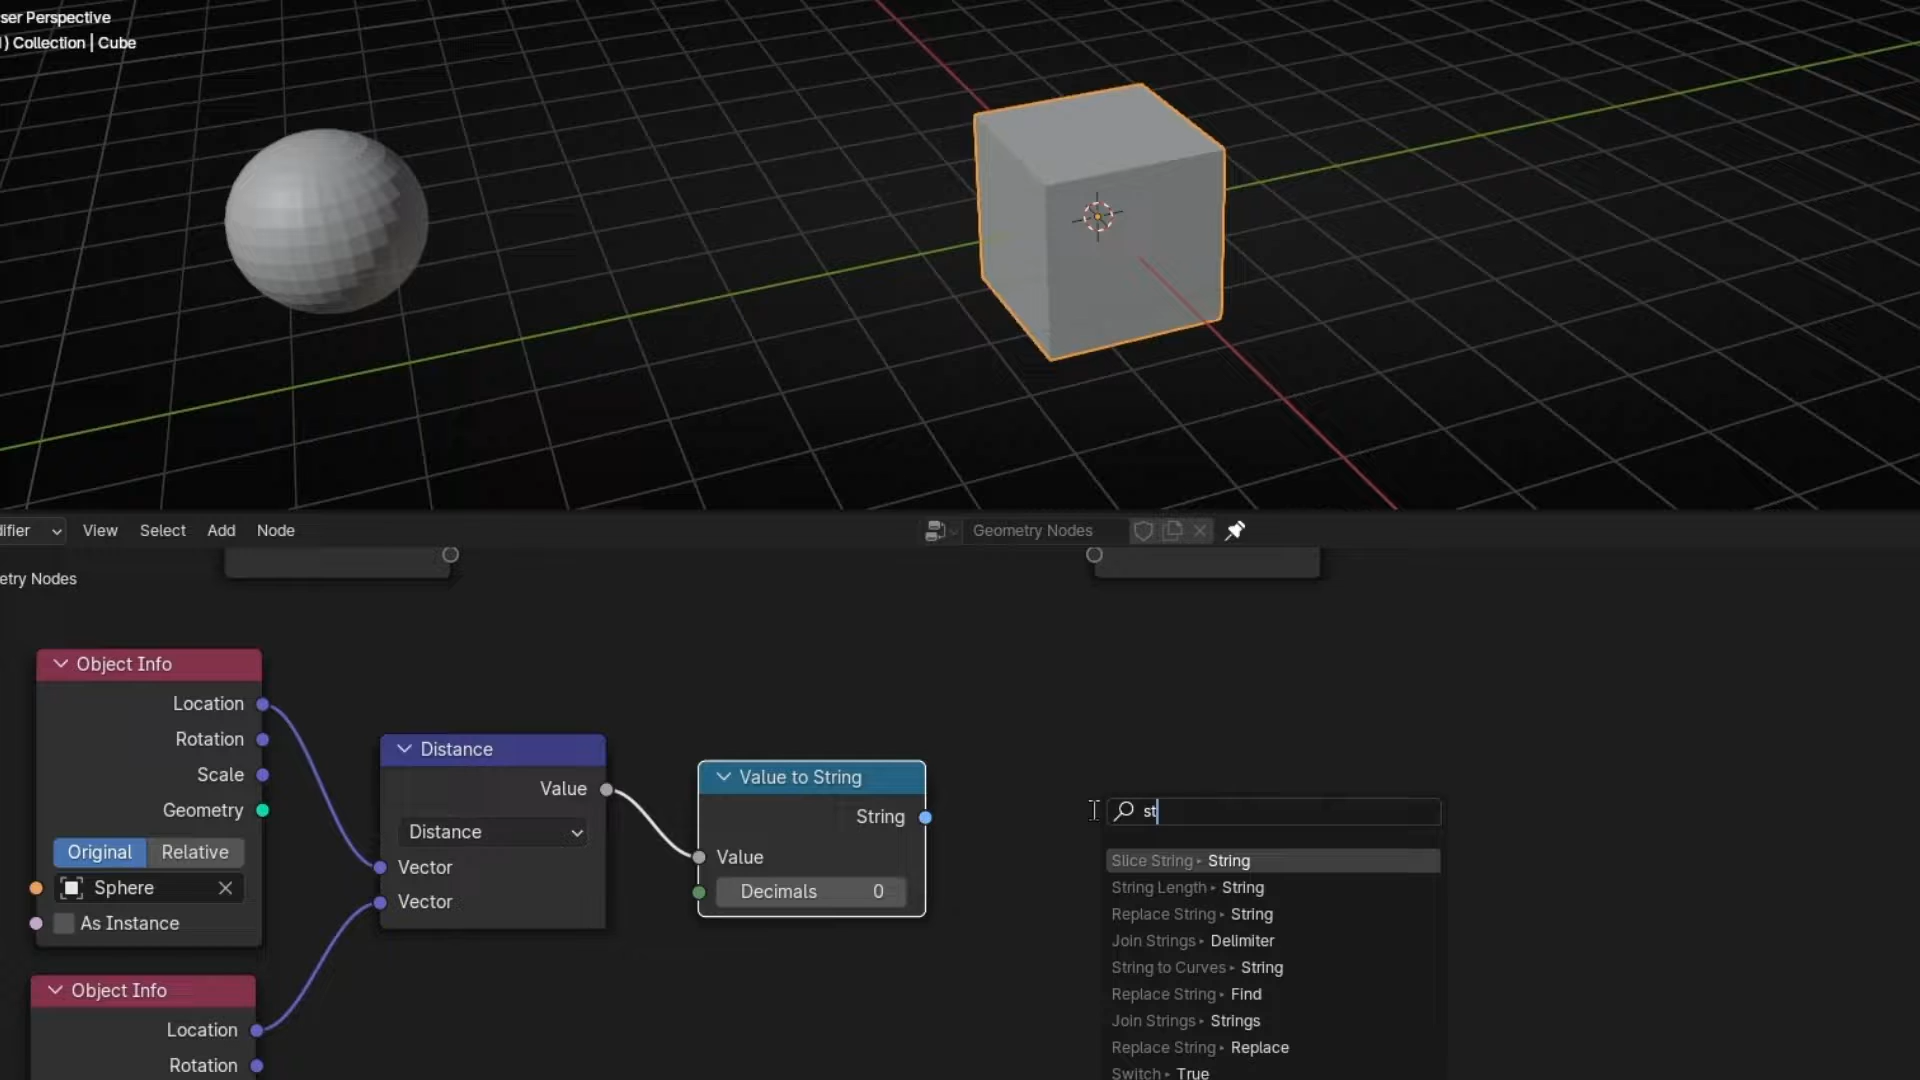 ser Perspective
) Collection | Cube
difier
View
Select
Add
Node
Geometry Nodes
etry Nodes
Object Info
Location
Rotation
Scale
Geometry
Original
Relative
Sphere
As Instance
Object Info
Location
Rotation
Distance
Value
Distance
Vector
Vector
Value to String
String
Value
Decimals 0
st
Slice String ▸ String
String Length ▸ String
Replace String ▸ String
Join Strings ▸ Delimiter
String to Curves ▸ String
Replace String ▸ Find
Join Strings ▸ Strings
Replace String ▸ Replace
Switch ▸ True